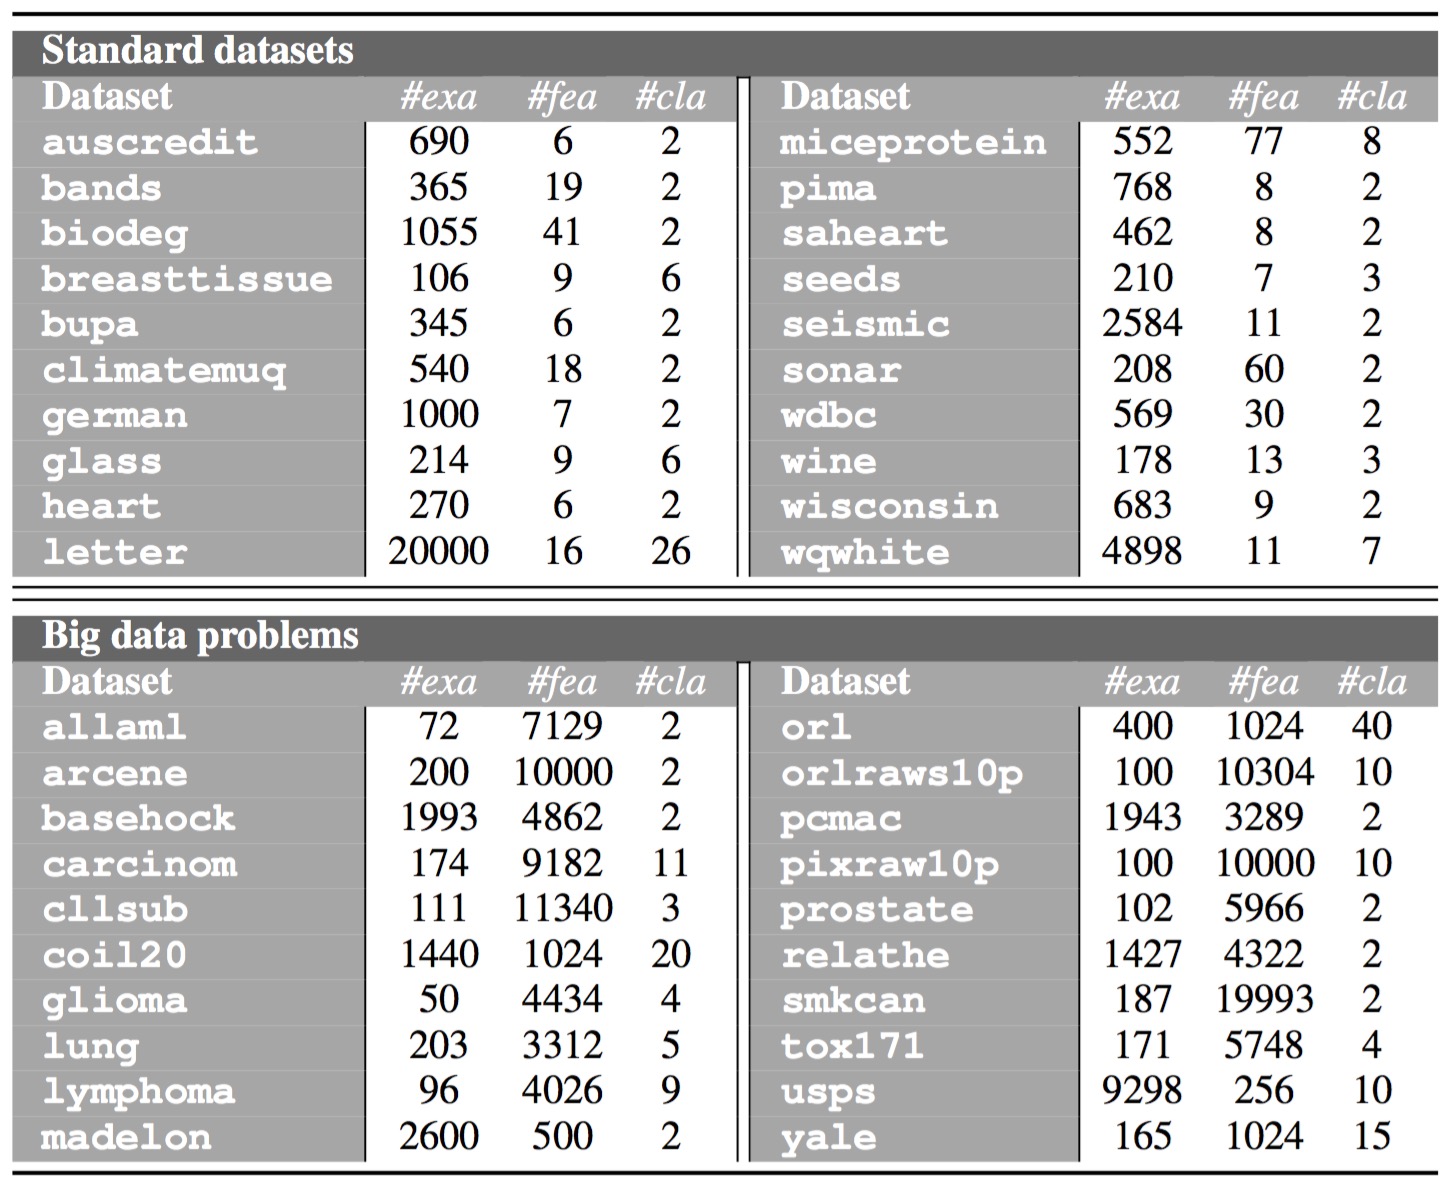 Standard datasets
Dataset #exa #fea #cla Dataset #exa #fea #cla
auscredit 690 6 2 miceprotein 552 77 8
bands 365 19 2 pima 768 8 2
biodeg 1055 41 2 saheart 462 8 2
breasttissue 106 9 6 seeds 210 7 3
bupa 345 6 2 seismic 2584 11 2
climatemuq 540 18 2 sonar 208 60 2
german 1000 7 2 wdbc 569 30 2
glass 214 9 6 wine 178 13 3
heart 270 6 2 wisconsin 683 9 2
letter 20000 16 26 wqwhite 4898 11 7
Big data problems
Dataset #exa #fea #cla Dataset #exa #fea #cla
allaml 72 7129 2 orl 400 1024 40
arcene 200 10000 2 orlraws10p 100 10304 10
basehock 1993 4862 2 pcmac 1943 3289 2
carcinom 174 9182 11 pixraw10p 100 10000 10
cllsub 111 11340 3 prostate 102 5966 2
coil20 1440 1024 20 relathe 1427 4322 2
glioma 50 4434 4 smkcan 187 19993 2
lung 203 3312 5 tox171 171 5748 4
lymphoma 96 4026 9 usps 9298 256 10
madelon 2600 500 2 yale 165 1024 15